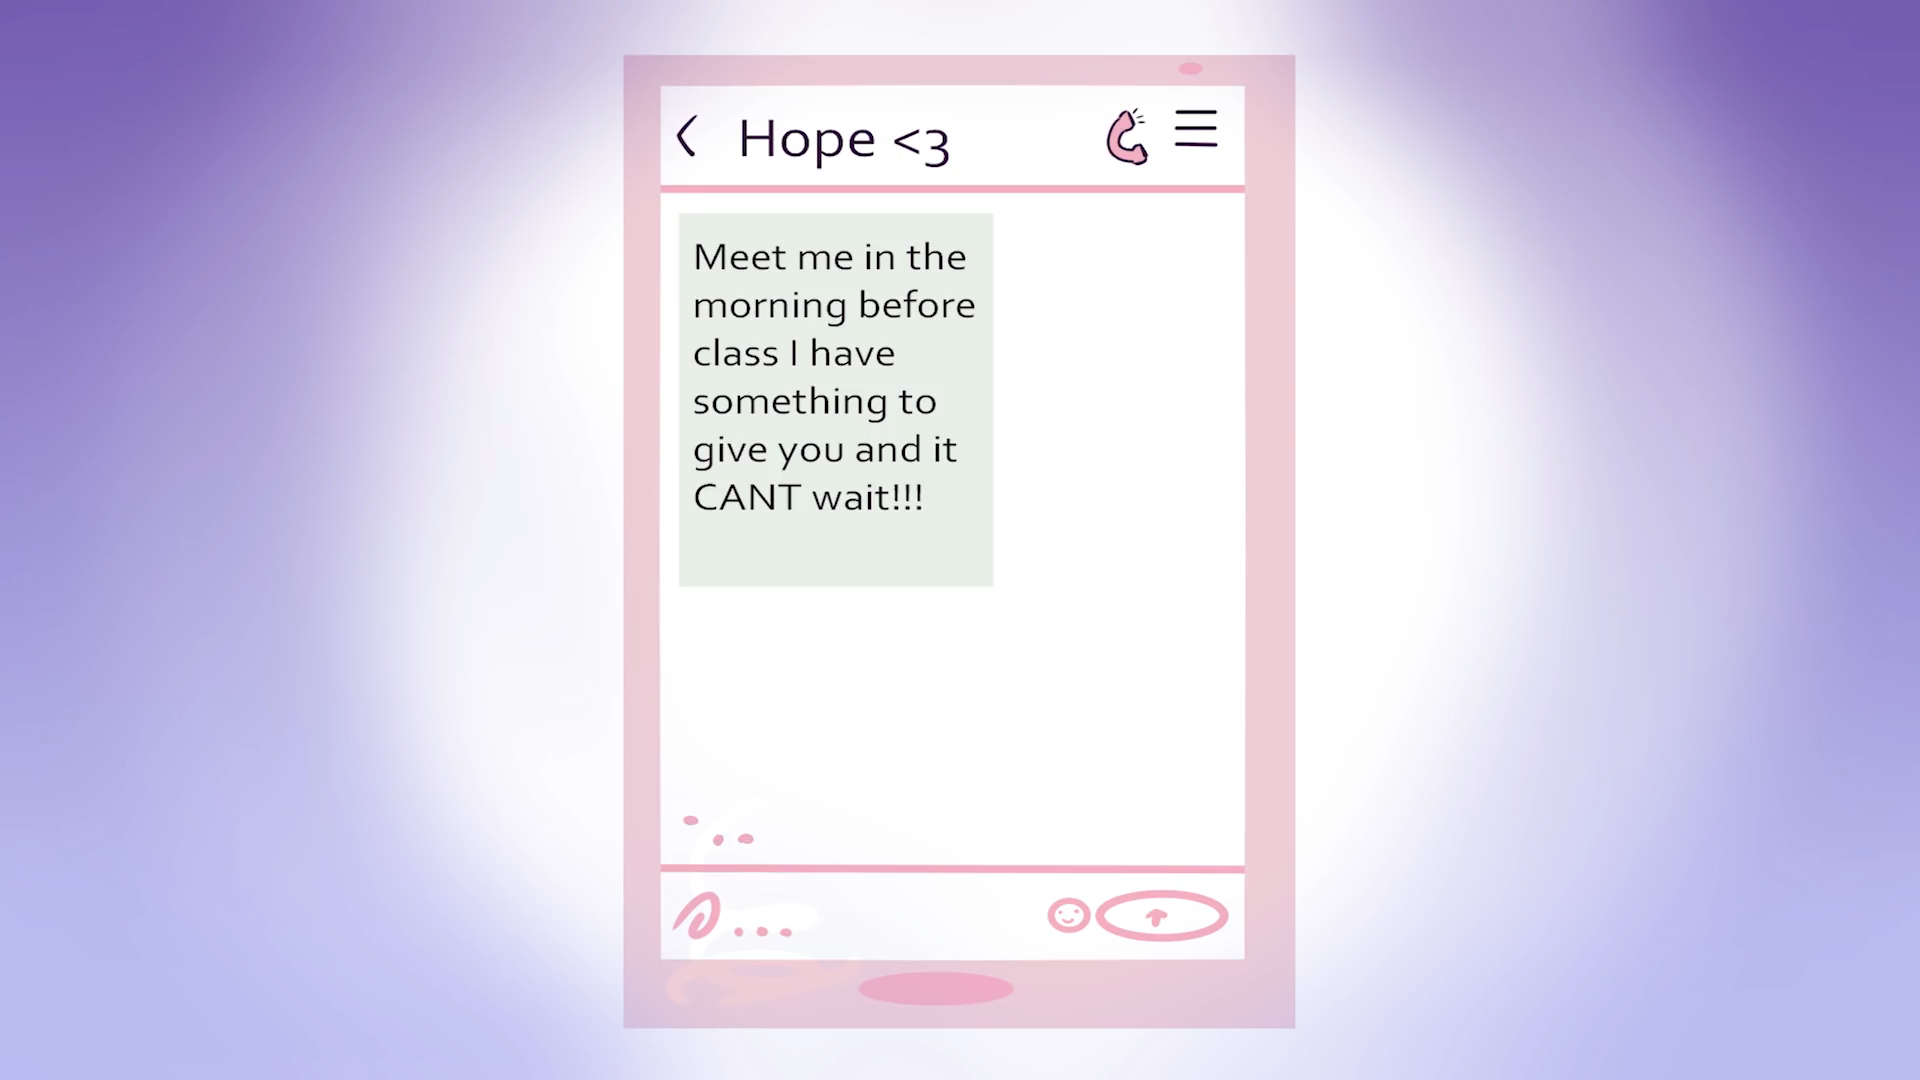 Hope <3
Meet me in the
morning before
class I have
something to
give you and it
CANT wait!!!